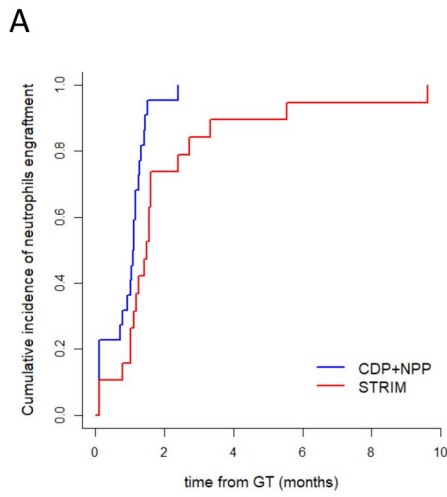 A
Cumulative incidence of neutrophils engraftment
1.0
0.8
0.6
0.4
0.2
0.0
CDP+NPP
STRIM
0 2 4 6 8 10
time from GT (months)